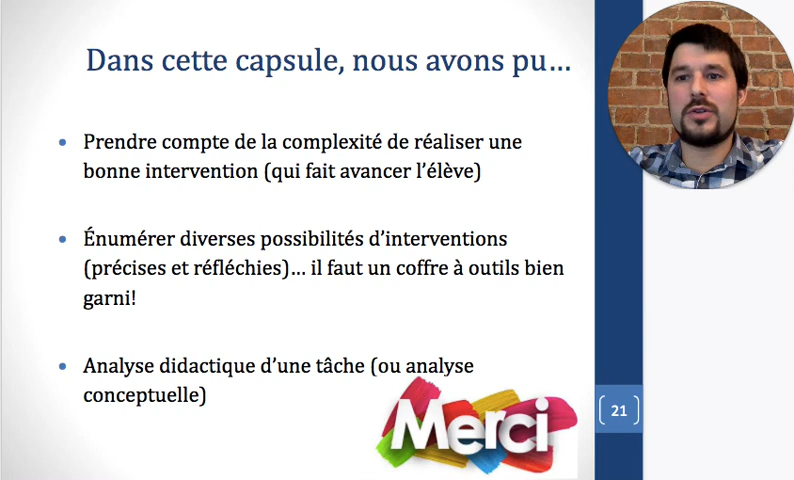 Dans cette capsule, nous avons pu…
• Prendre compte de la complexité de réaliser une
bonne intervention (qui fait avancer l’élève)
• Énumérer diverses possibilités d’interventions
(précises et réfléchies)… il faut un coffre à outils bien
garni!
• Analyse didactique d’une tâche (ou analyse
conceptuelle)
Merci
21